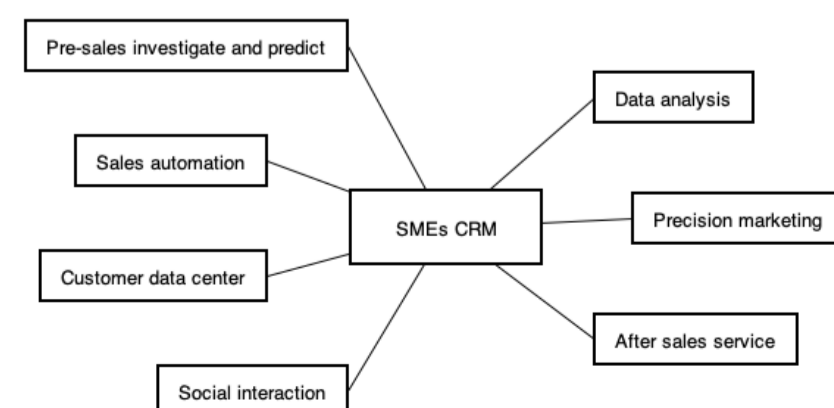 Pre-sales investigate and predict
Data analysis
Sales automation
SMEs CRM
Precision marketing
Customer data center
After sales service
Social interaction